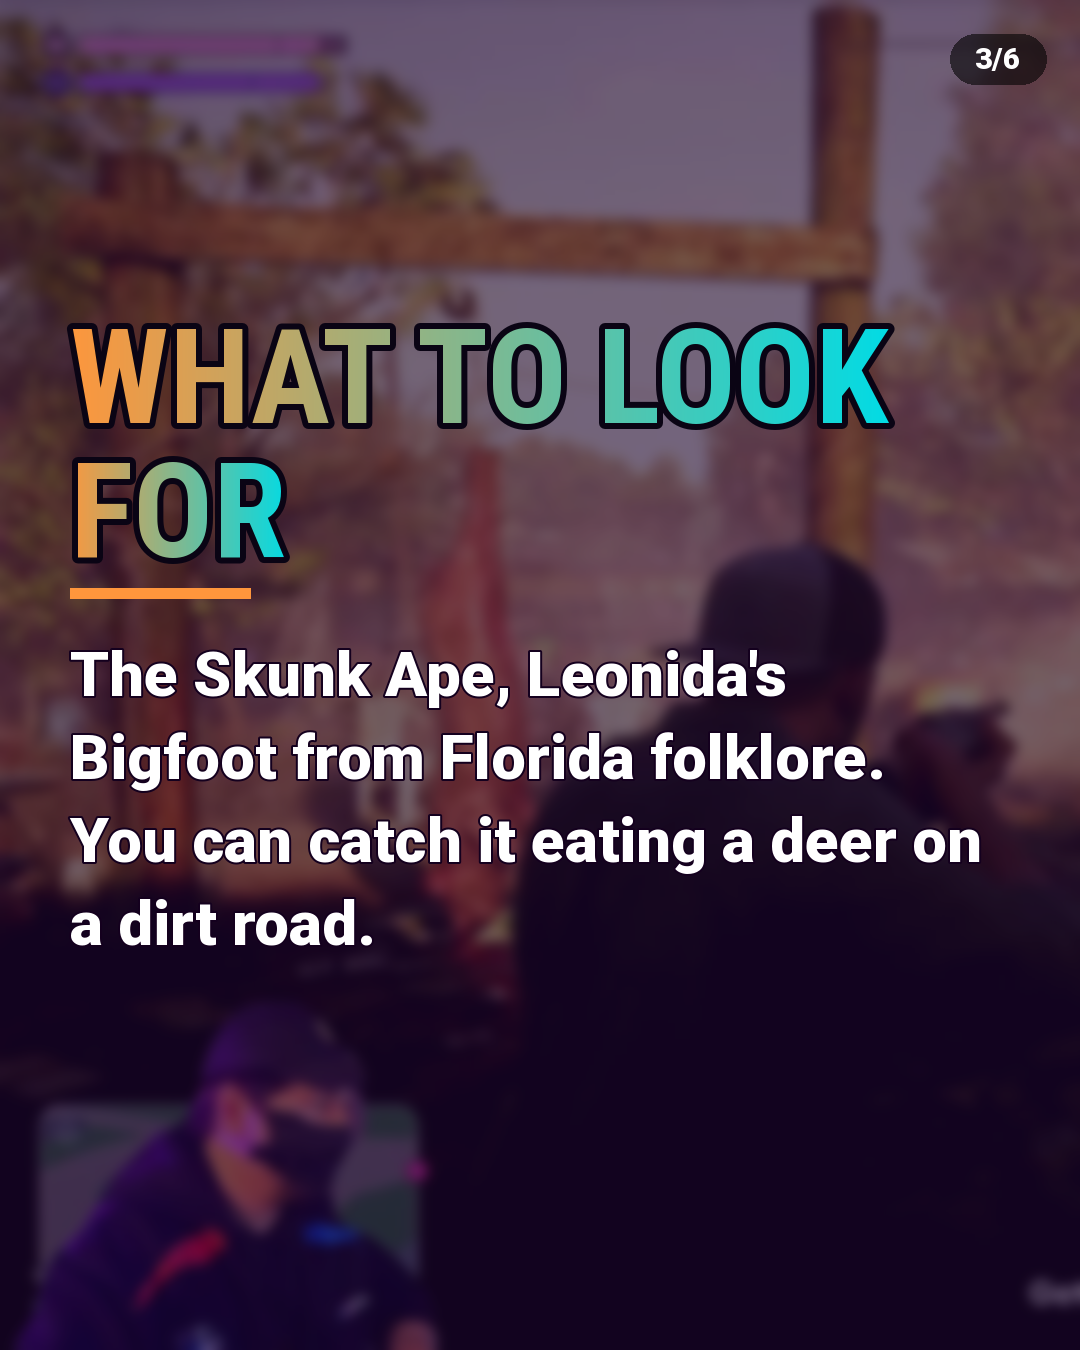 3/6
WHAT TO LOOK
FOR
The Skunk Ape, Leonida's
Bigfoot from Florida folklore.
You can catch it eating a deer on
a dirt road.